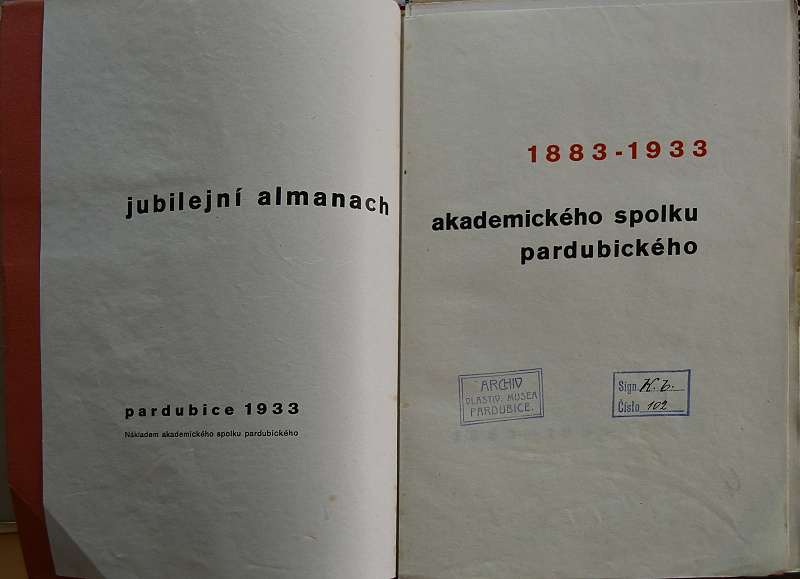 jubilejní almanach
pardubice 1933
Nákladem akademického spolku pardubického
1883-1933
akademického spolku
pardubického
ARCHIV
VLASTIV. MUSEA
PARDUBICE.
Sign. K. b.
Číslo 102